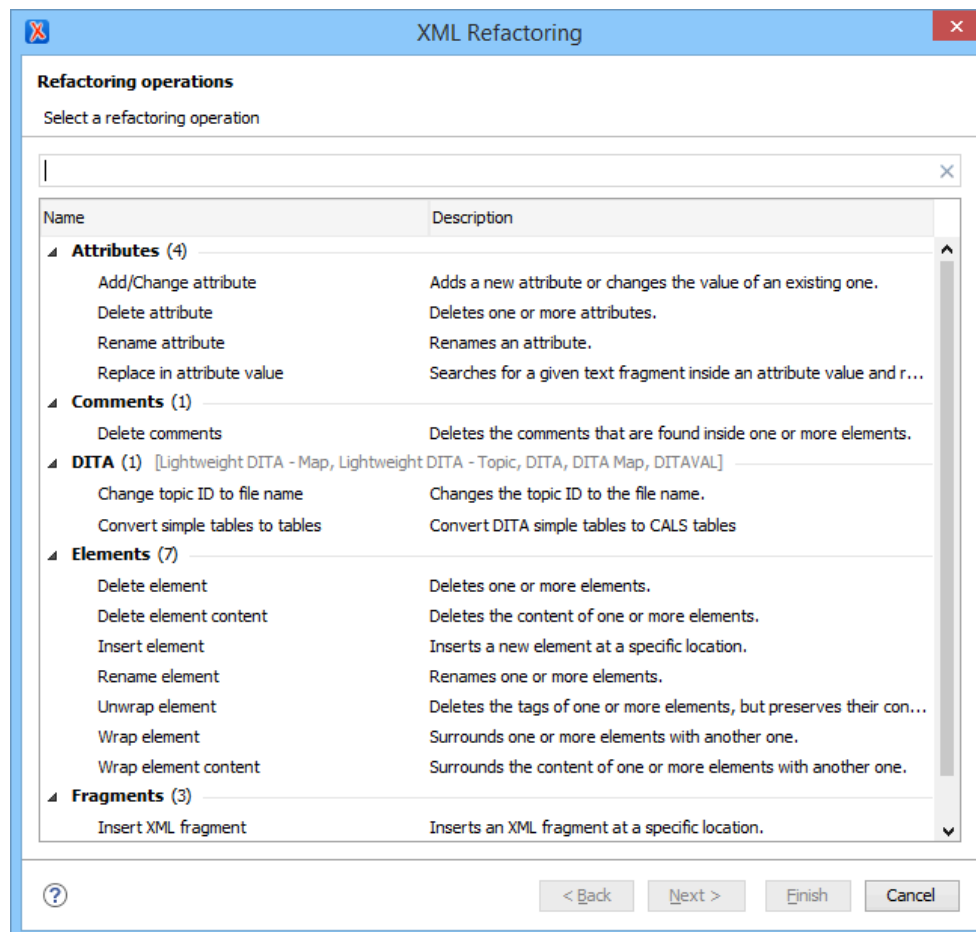 XML Refactoring
Refactoring operations
Select a refactoring operation
Name Description
Attributes (4)
Add/Change attribute Adds a new attribute or changes the value of an existing one.
Delete attribute Deletes one or more attributes.
Rename attribute Renames an attribute.
Replace in attribute value Searches for a given text fragment inside an attribute value and r...
Comments (1)
Delete comments Deletes the comments that are found inside one or more elements.
DITA (1) [Lightweight DITA - Map, Lightweight DITA - Topic, DITA, DITA Map, DITAVAL]
Change topic ID to file name Changes the topic ID to the file name.
Convert simple tables to tables Convert DITA simple tables to CALS tables
Elements (7)
Delete element Deletes one or more elements.
Delete element content Deletes the content of one or more elements.
Insert element Inserts a new element at a specific location.
Rename element Renames one or more elements.
Unwrap element Deletes the tags of one or more elements, but preserves their con...
Wrap element Surrounds one or more elements with another one.
Wrap element content Surrounds the content of one or more elements with another one.
Fragments (3)
Insert XML fragment Inserts an XML fragment at a specific location.
? < Back Next > Finish Cancel